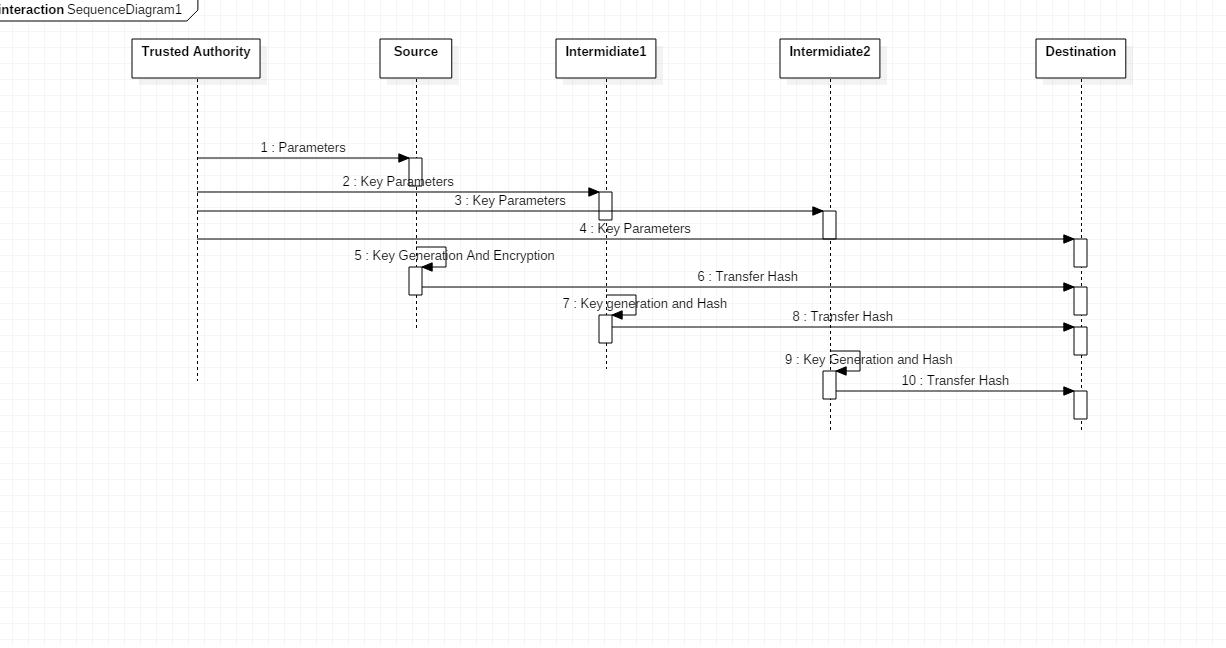 interaction SequenceDiagram1
Trusted Authority
Source
Intermidiate1
Intermidiate2
Destination
1 : Parameters
2 : Key Parameters
3 : Key Parameters
4 : Key Parameters
5 : Key Generation And Encryption
6 : Transfer Hash
7 : Key generation and Hash
8 : Transfer Hash
9 : Key Generation and Hash
10 : Transfer Hash